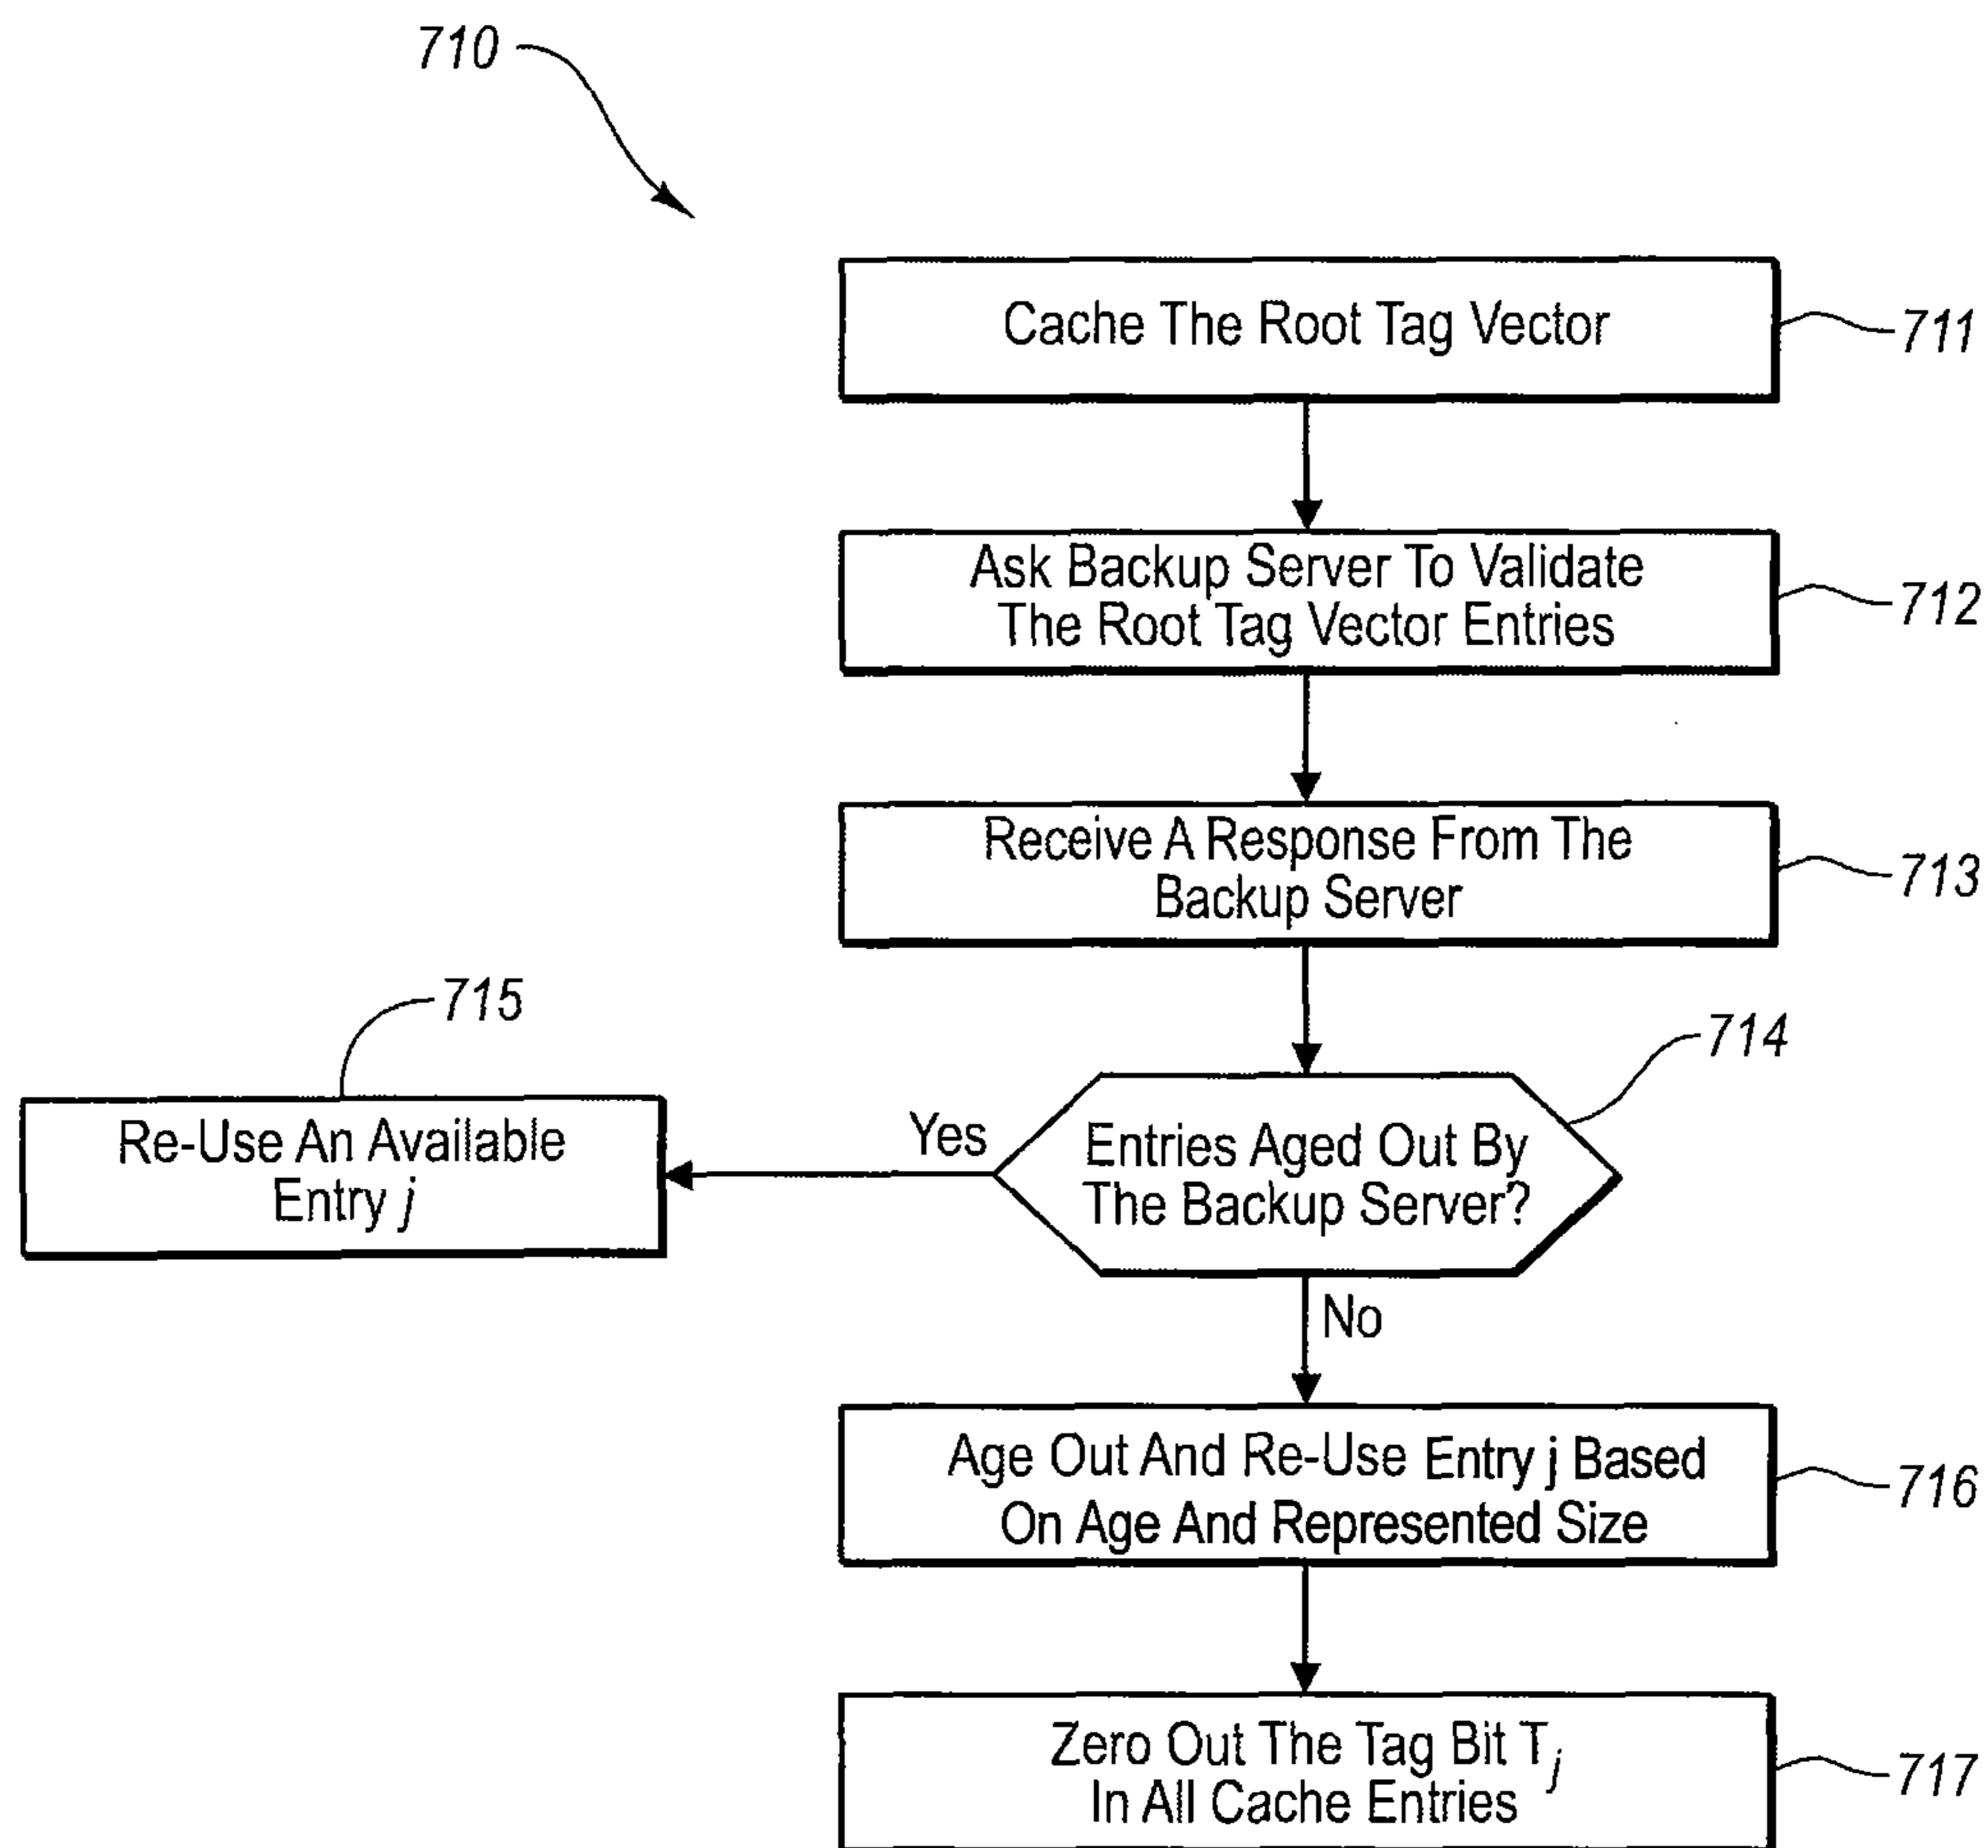 710
Cache The Root Tag Vector
711
Ask Backup Server To Validate
The Root Tag Vector Entries
712
Receive A Response From The
Backup Server
713
715
714
Re-Use An Available
Entry j
Yes
Entries Aged Out By
The Backup Server?
No
Age Out And Re-Use Entry j Based
On Age And Represented Size
716
Zero Out The Tag Bit Tj
In All Cache Entries
717